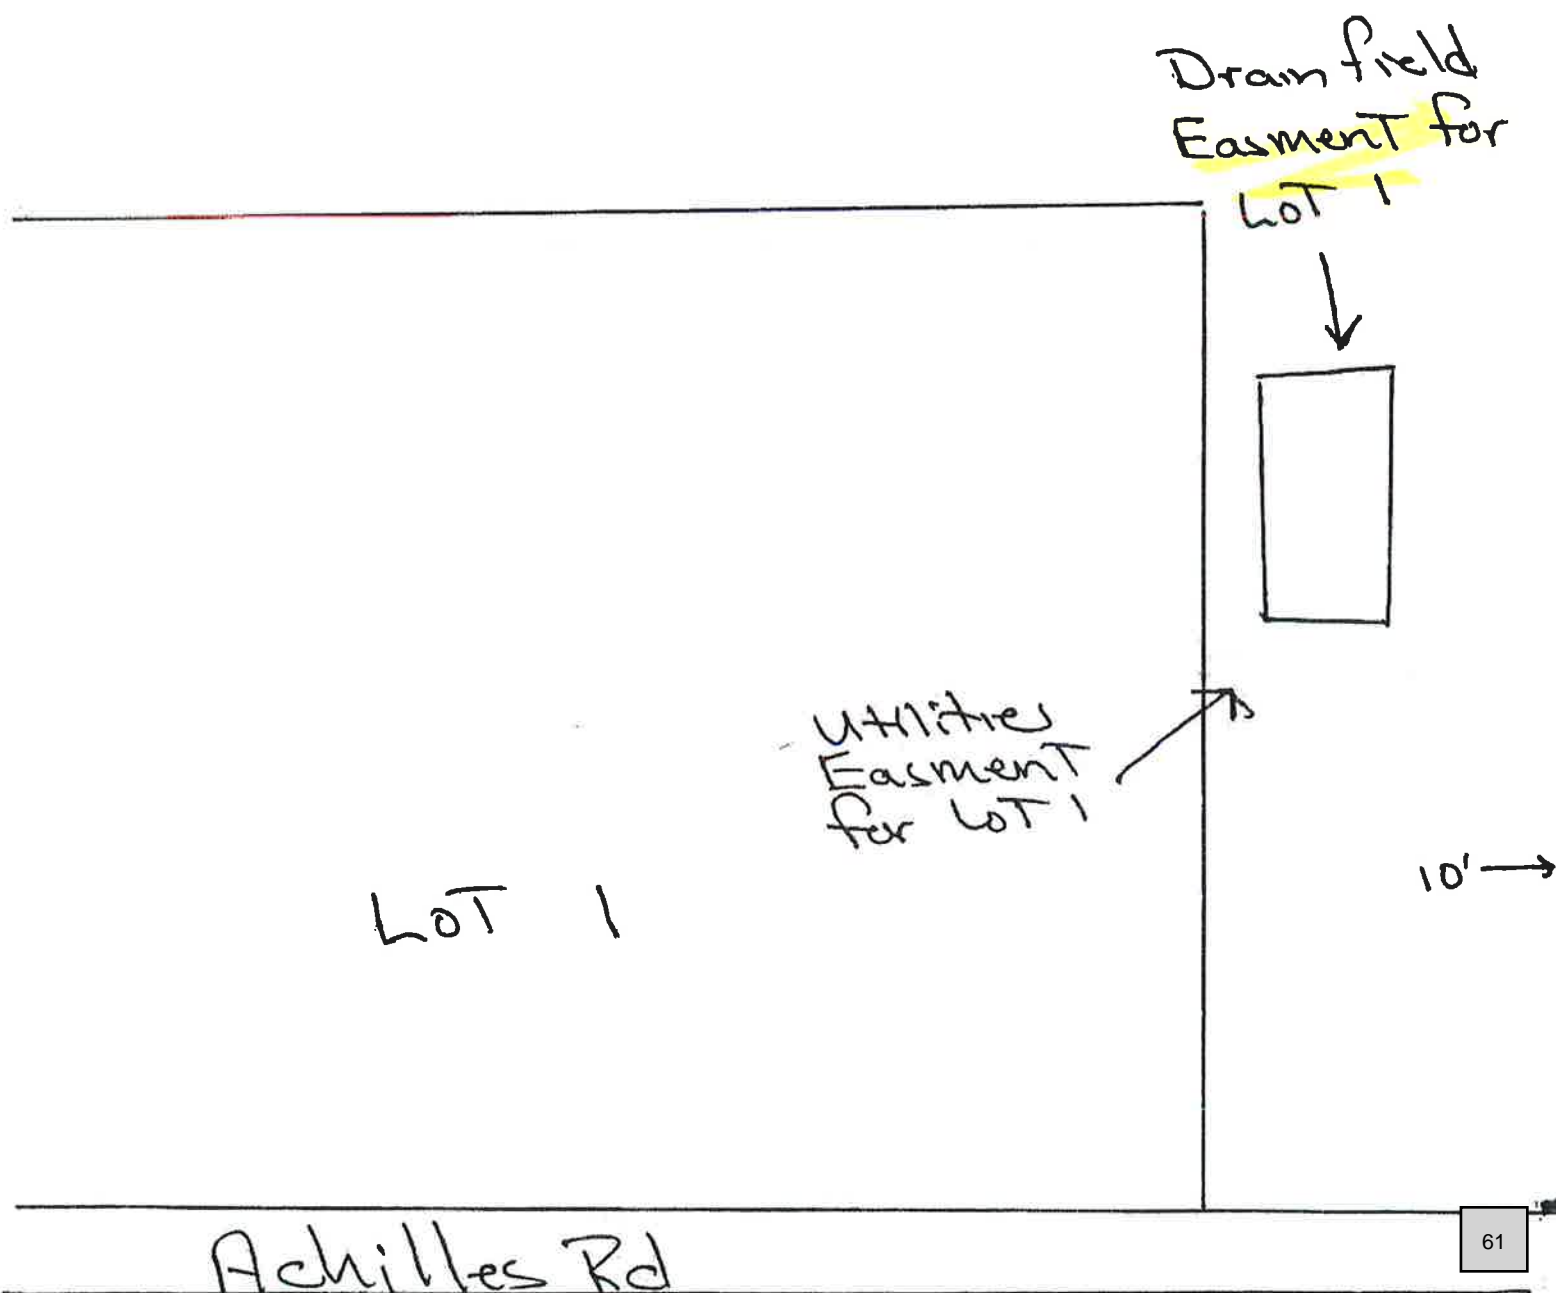 Drain field
EasmenT for
LoT 1
Utilities
EasmenT
for LoT 1
10'
LoT 1
61
Achilles Rd